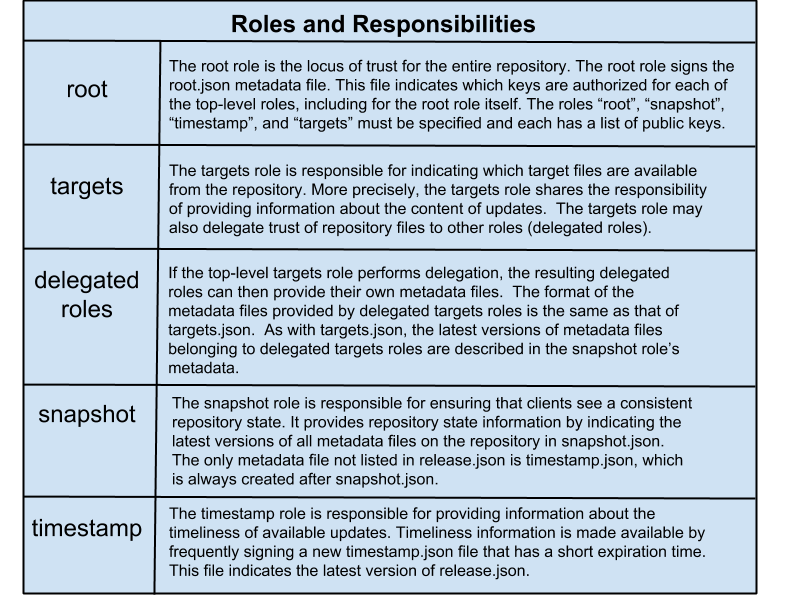 Roles and Responsibilities
root
The root role is the locus of trust for the entire repository. The root role signs the
root.json metadata file. This file indicates which keys are authorized for each of
the top-level roles, including for the root role itself. The roles “root”, “snapshot”,
“timestamp”, and “targets” must be specified and each has a list of public keys.
targets
The targets role is responsible for indicating which target files are available
from the repository. More precisely, the targets role shares the responsibility
of providing information about the content of updates.  The targets role may
also delegate trust of repository files to other roles (delegated roles).
delegated
roles
If the top-level targets role performs delegation, the resulting delegated
roles can then provide their own metadata files.  The format of the
metadata files provided by delegated targets roles is the same as that of
targets.json.  As with targets.json, the latest versions of metadata files
belonging to delegated targets roles are described in the snapshot role’s
metadata.
snapshot
The snapshot role is responsible for ensuring that clients see a consistent
repository state. It provides repository state information by indicating the
latest versions of all metadata files on the repository in snapshot.json.
The only metadata file not listed in release.json is timestamp.json, which
is always created after snapshot.json.
timestamp
The timestamp role is responsible for providing information about the
timeliness of available updates. Timeliness information is made available by
frequently signing a new timestamp.json file that has a short expiration time.
This file indicates the latest version of release.json.